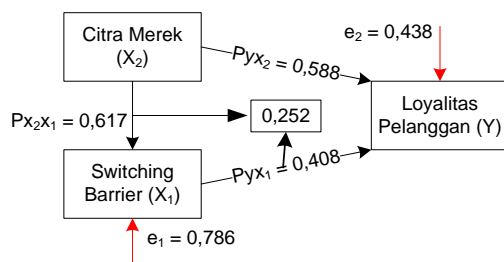 Citra Merek
(X₂)
e₂ = 0,438
Pyx₂ = 0,588
Loyalitas
Pelanggan (Y)
Px₂x₁ = 0,617
0,252
Switching
Barrier (X₁)
Pyx₁ = 0,408
e₁ = 0,786